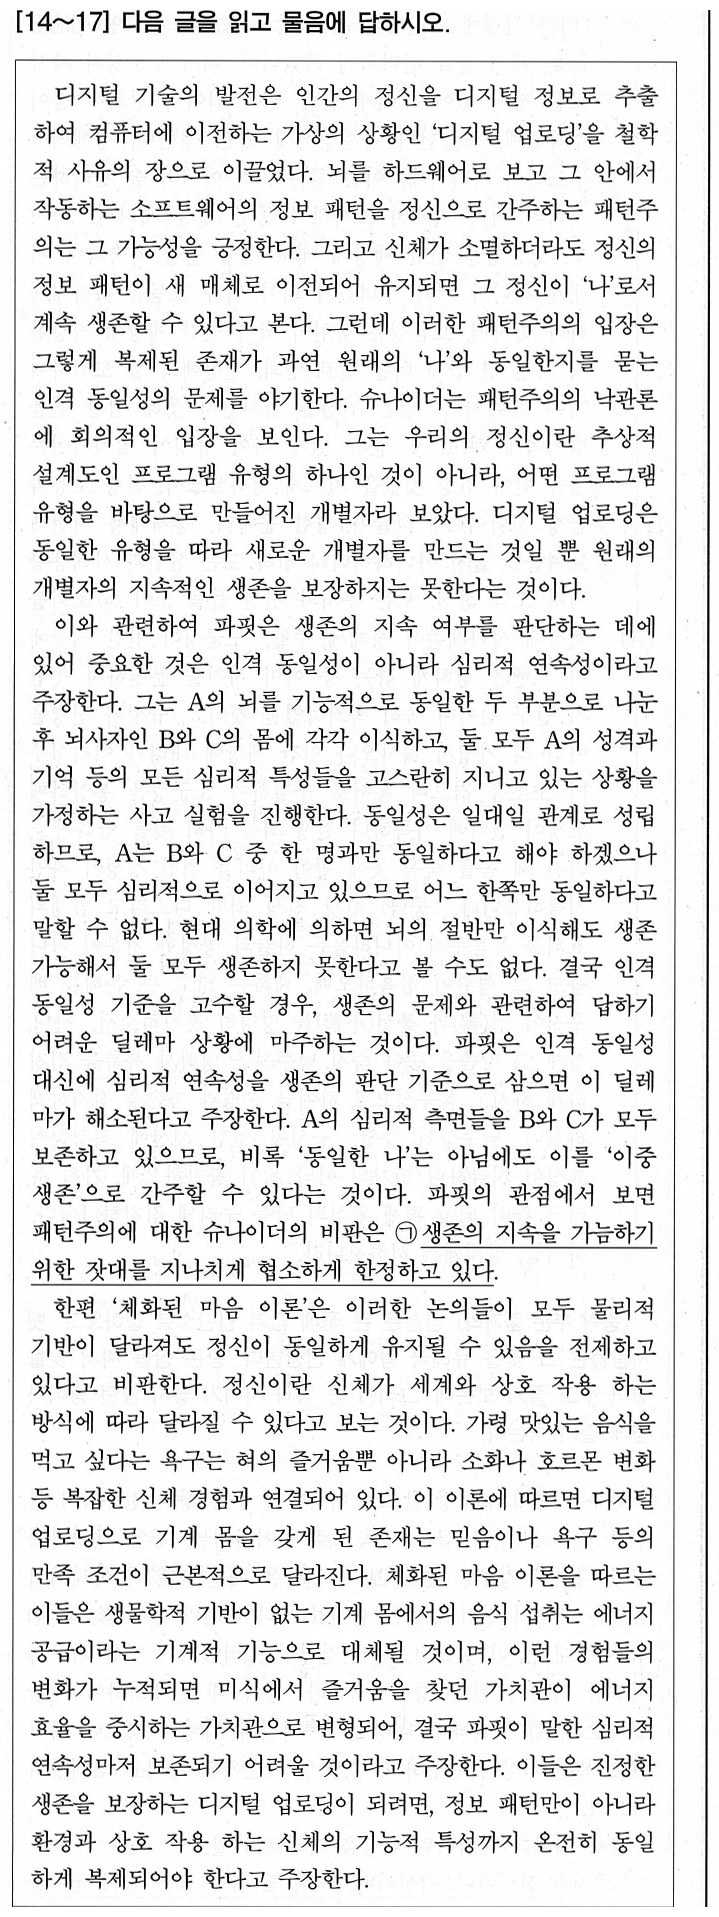 [14~17] 다음 글을 읽고 물음에 답하시오.
디지털 기술의 발전은 인간의 정신을 디지털 정보로 추출
하여 컴퓨터에 이전하는 가상의 상황인 ‘디지털 업로딩’을 철학
적 사유의 장으로 이끌었다. 뇌를 하드웨어로 보고 그 안에서
작동하는 소프트웨어의 정보 패턴을 정신으로 간주하는 패턴주
의는 그 가능성을 긍정한다. 그리고 신체가 소멸하더라도 정신의
정보 패턴이 새 매체로 이전되어 유지되면 그 정신이 ‘나’로서
계속 생존할 수 있다고 본다. 그런데 이러한 패턴주의의 입장은
그렇게 복제된 존재가 과연 원래의 ‘나’와 동일한지를 묻는
인격 동일성의 문제를 야기한다. 슈나이더는 패턴주의의 낙관론
에 회의적인 입장을 보인다. 그는 우리의 정신이란 추상적
설계도인 프로그램 유형의 하나인 것이 아니라, 어떤 프로그램
유형을 바탕으로 만들어진 개별자라 보았다. 디지털 업로딩은
동일한 유형을 따라 새로운 개별자를 만드는 것일 뿐 원래의
개별자의 지속적인 생존을 보장하지는 못한다는 것이다.
이와 관련하여 파핏은 생존의 지속 여부를 판단하는 데에
있어 중요한 것은 인격 동일성이 아니라 심리적 연속성이라고
주장한다. 그는 A의 뇌를 기능적으로 동일한 두 부분으로 나눈
후 뇌사자인 B와 C의 몸에 각각 이식하고, 둘 모두 A의 성격과
기억 등의 모든 심리적 특성들을 고스란히 지니고 있는 상황을
가정하는 사고 실험을 진행한다. 동일성은 일대일 관계로 성립
하므로, A는 B와 C 중 한 명과만 동일하다고 해야 하겠으나
둘 모두 심리적으로 이어지고 있으므로 어느 한쪽만 동일하다고
말할 수 없다. 현대 의학에 의하면 뇌의 절반만 이식해도 생존
가능해서 둘 모두 생존하지 못한다고 볼 수도 없다. 결국 인격
동일성 기준을 고수할 경우, 생존의 문제와 관련하여 답하기
어려운 딜레마 상황에 마주하는 것이다. 파핏은 인격 동일성
대신에 심리적 연속성을 생존의 판단 기준으로 삼으면 이 딜레
마가 해소된다고 주장한다. A의 심리적 측면들을 B와 C가 모두
보존하고 있으므로, 비록 ‘동일한 나’는 아님에도 이를 ‘이중
생존’으로 간주할 수 있다는 것이다. 파핏의 관점에서 보면
패턴주의에 대한 슈나이더의 비판은 ㉠생존의 지속을 가늠하기
위한 잣대를 지나치게 협소하게 한정하고 있다.
한편 ‘체화된 마음 이론’은 이러한 논의들이 모두 물리적
기반이 달라져도 정신이 동일하게 유지될 수 있음을 전제하고
있다고 비판한다. 정신이란 신체가 세계와 상호 작용 하는
방식에 따라 달라질 수 있다고 보는 것이다. 가령 맛있는 음식을
먹고 싶다는 욕구는 혀의 즐거움뿐 아니라 소화나 호르몬 변화
등 복잡한 신체 경험과 연결되어 있다. 이 이론에 따르면 디지털
업로딩으로 기계 몸을 갖게 된 존재는 믿음이나 욕구 등의
만족 조건이 근본적으로 달라진다. 체화된 마음 이론을 따르는
이들은 생물학적 기반이 없는 기계 몸에서의 음식 섭취는 에너지
공급이라는 기계적 기능으로 대체될 것이며, 이런 경험들의
변화가 누적되면 미식에서 즐거움을 찾던 가치관이 에너지
효율을 중시하는 가치관으로 변형되어, 결국 파핏이 말한 심리적
연속성마저 보존되기 어려울 것이라고 주장한다. 이들은 진정한
생존을 보장하는 디지털 업로딩이 되려면, 정보 패턴만이 아니라
환경과 상호 작용 하는 신체의 기능적 특성까지 온전히 동일
하게 복제되어야 한다고 주장한다.